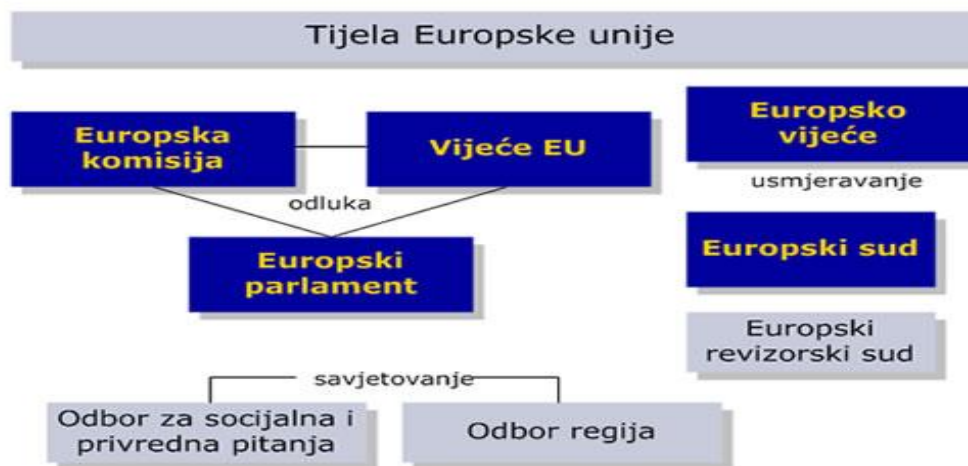 Tijela Europske unije
Europska
komisija
Vijeće EU
Europsko
vijeće
usmjeravanje
odluka
Europski
parlament
Europski sud
Europski
revizorski sud
savjetovanje
Odbor za socijalna i
privredna pitanja
Odbor regija